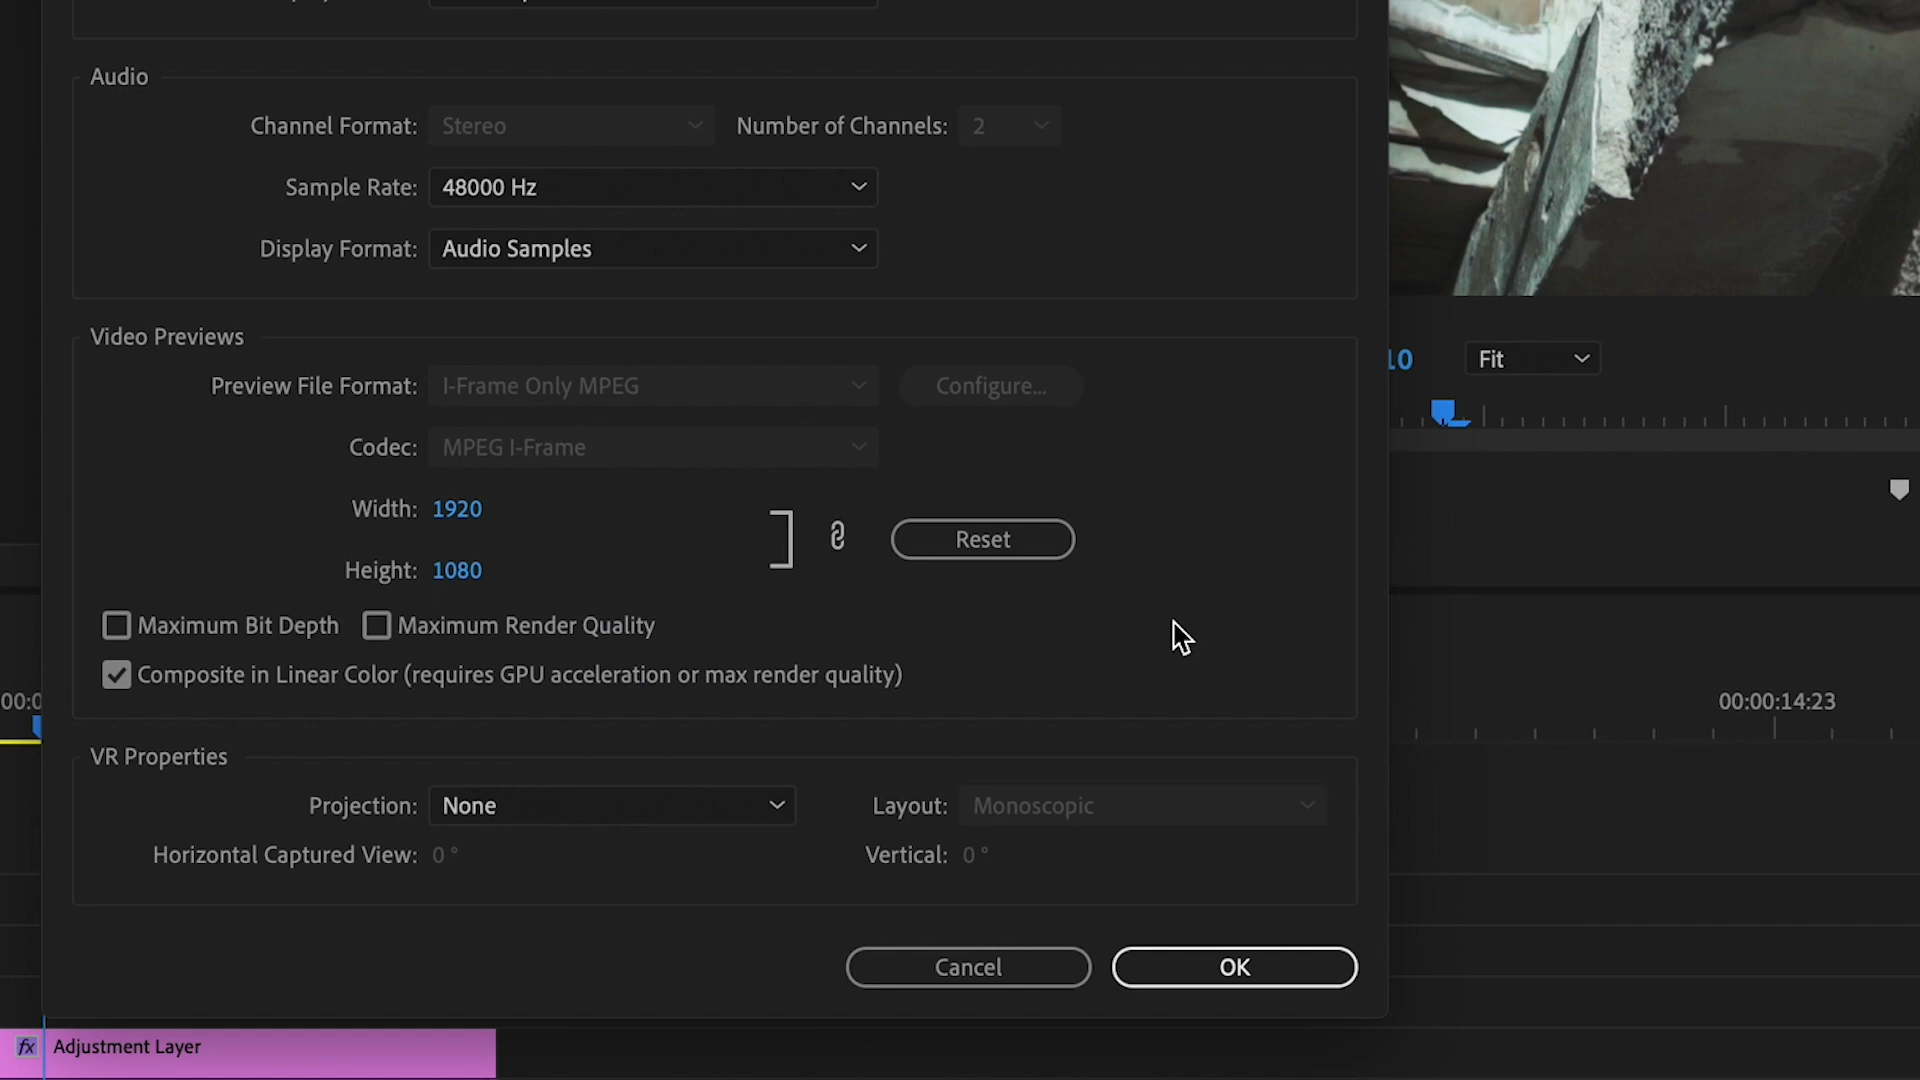 Audio
Channel Format: Stereo Number of Channels: 2
Sample Rate: 48000 Hz
Display Format: Audio Samples
Video Previews
Preview File Format: I-Frame Only MPEG Configure...
Codec: MPEG I-Frame
Width: 1920
Height: 1080
Reset
Maximum Bit Depth Maximum Render Quality
Composite in Linear Color (requires GPU acceleration or max render quality)
VR Properties
Projection: None Layout: Monoscopic
Horizontal Captured View: 0 ° Vertical: 0 °
Cancel OK
10 Fit
00:00:14:23
fx Adjustment Layer